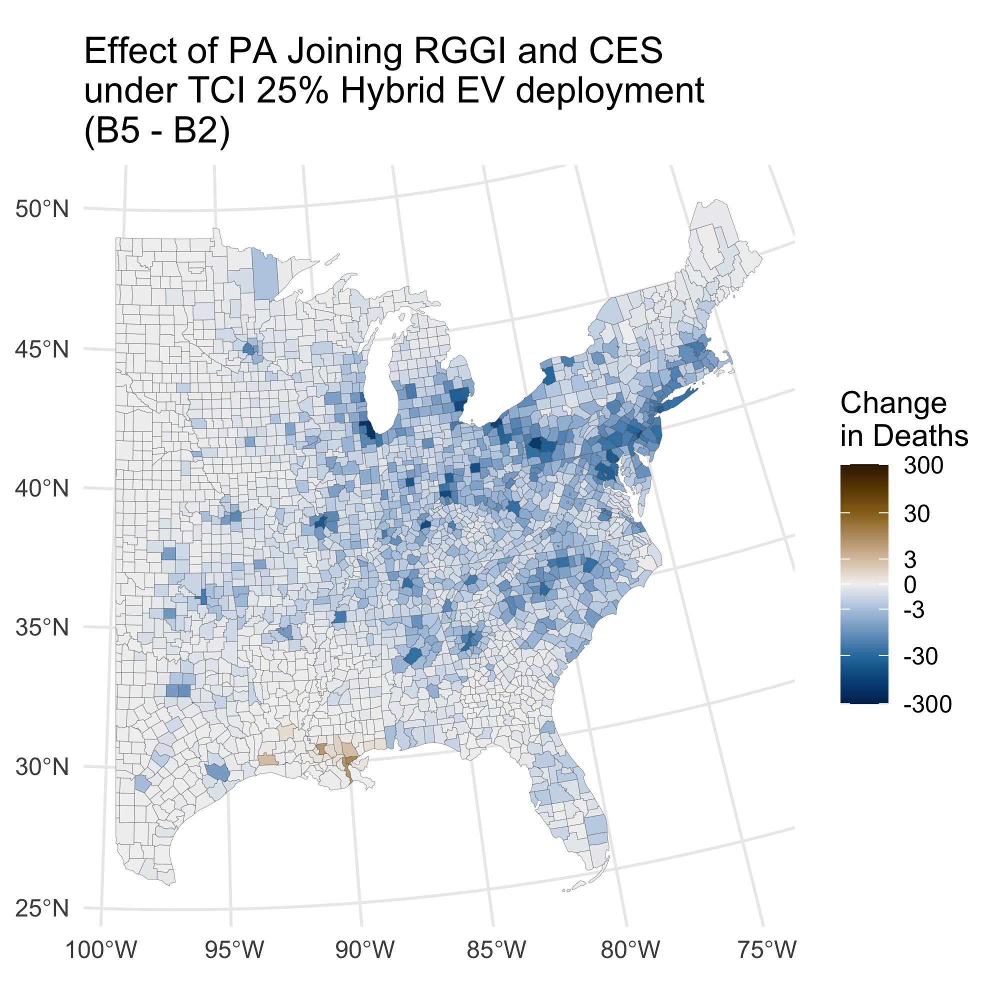 Effect of PA Joining RGGI and CES
under TCI 25% Hybrid EV deployment
(B5 - B2)
50°N
45°N
40°N
35°N
30°N
25°N
100°W
95°W
90°W
85°W
80°W
75°W
Change
in Deaths
300
30
3
0
-3
-30
-300